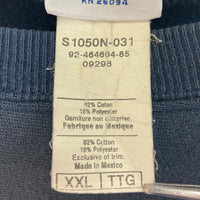 RN 26094
S1050N-031
92-464604-85
09298
82% Coton
18% Polyester
Garniture non comprise.
Fabriqué au Mexique
82% Cotton
18% Polyester
Exclusive of trim.
Made in Mexico
XXL TTG